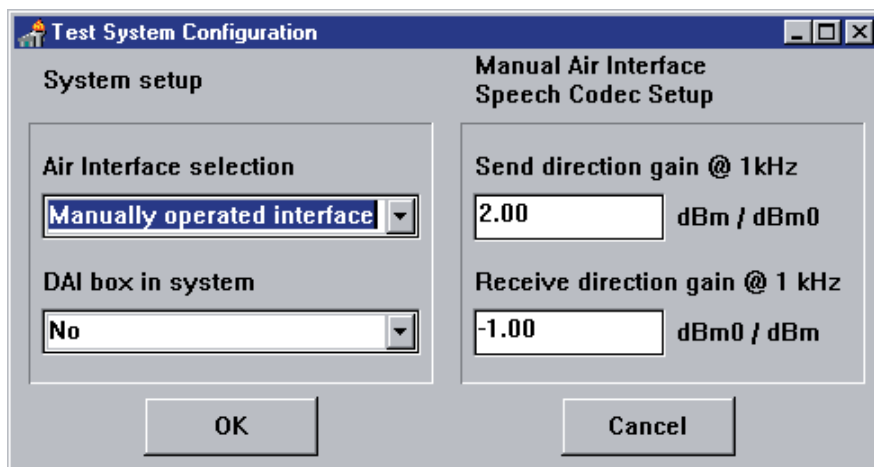 Test System Configuration
System setup
Air Interface selection
Manually operated interface
DAI box in system
No
Manual Air Interface
Speech Codec Setup
Send direction gain @ 1kHz
2.00 dBm / dBm0
Receive direction gain @ 1 kHz
-1.00 dBm0 / dBm
OK
Cancel